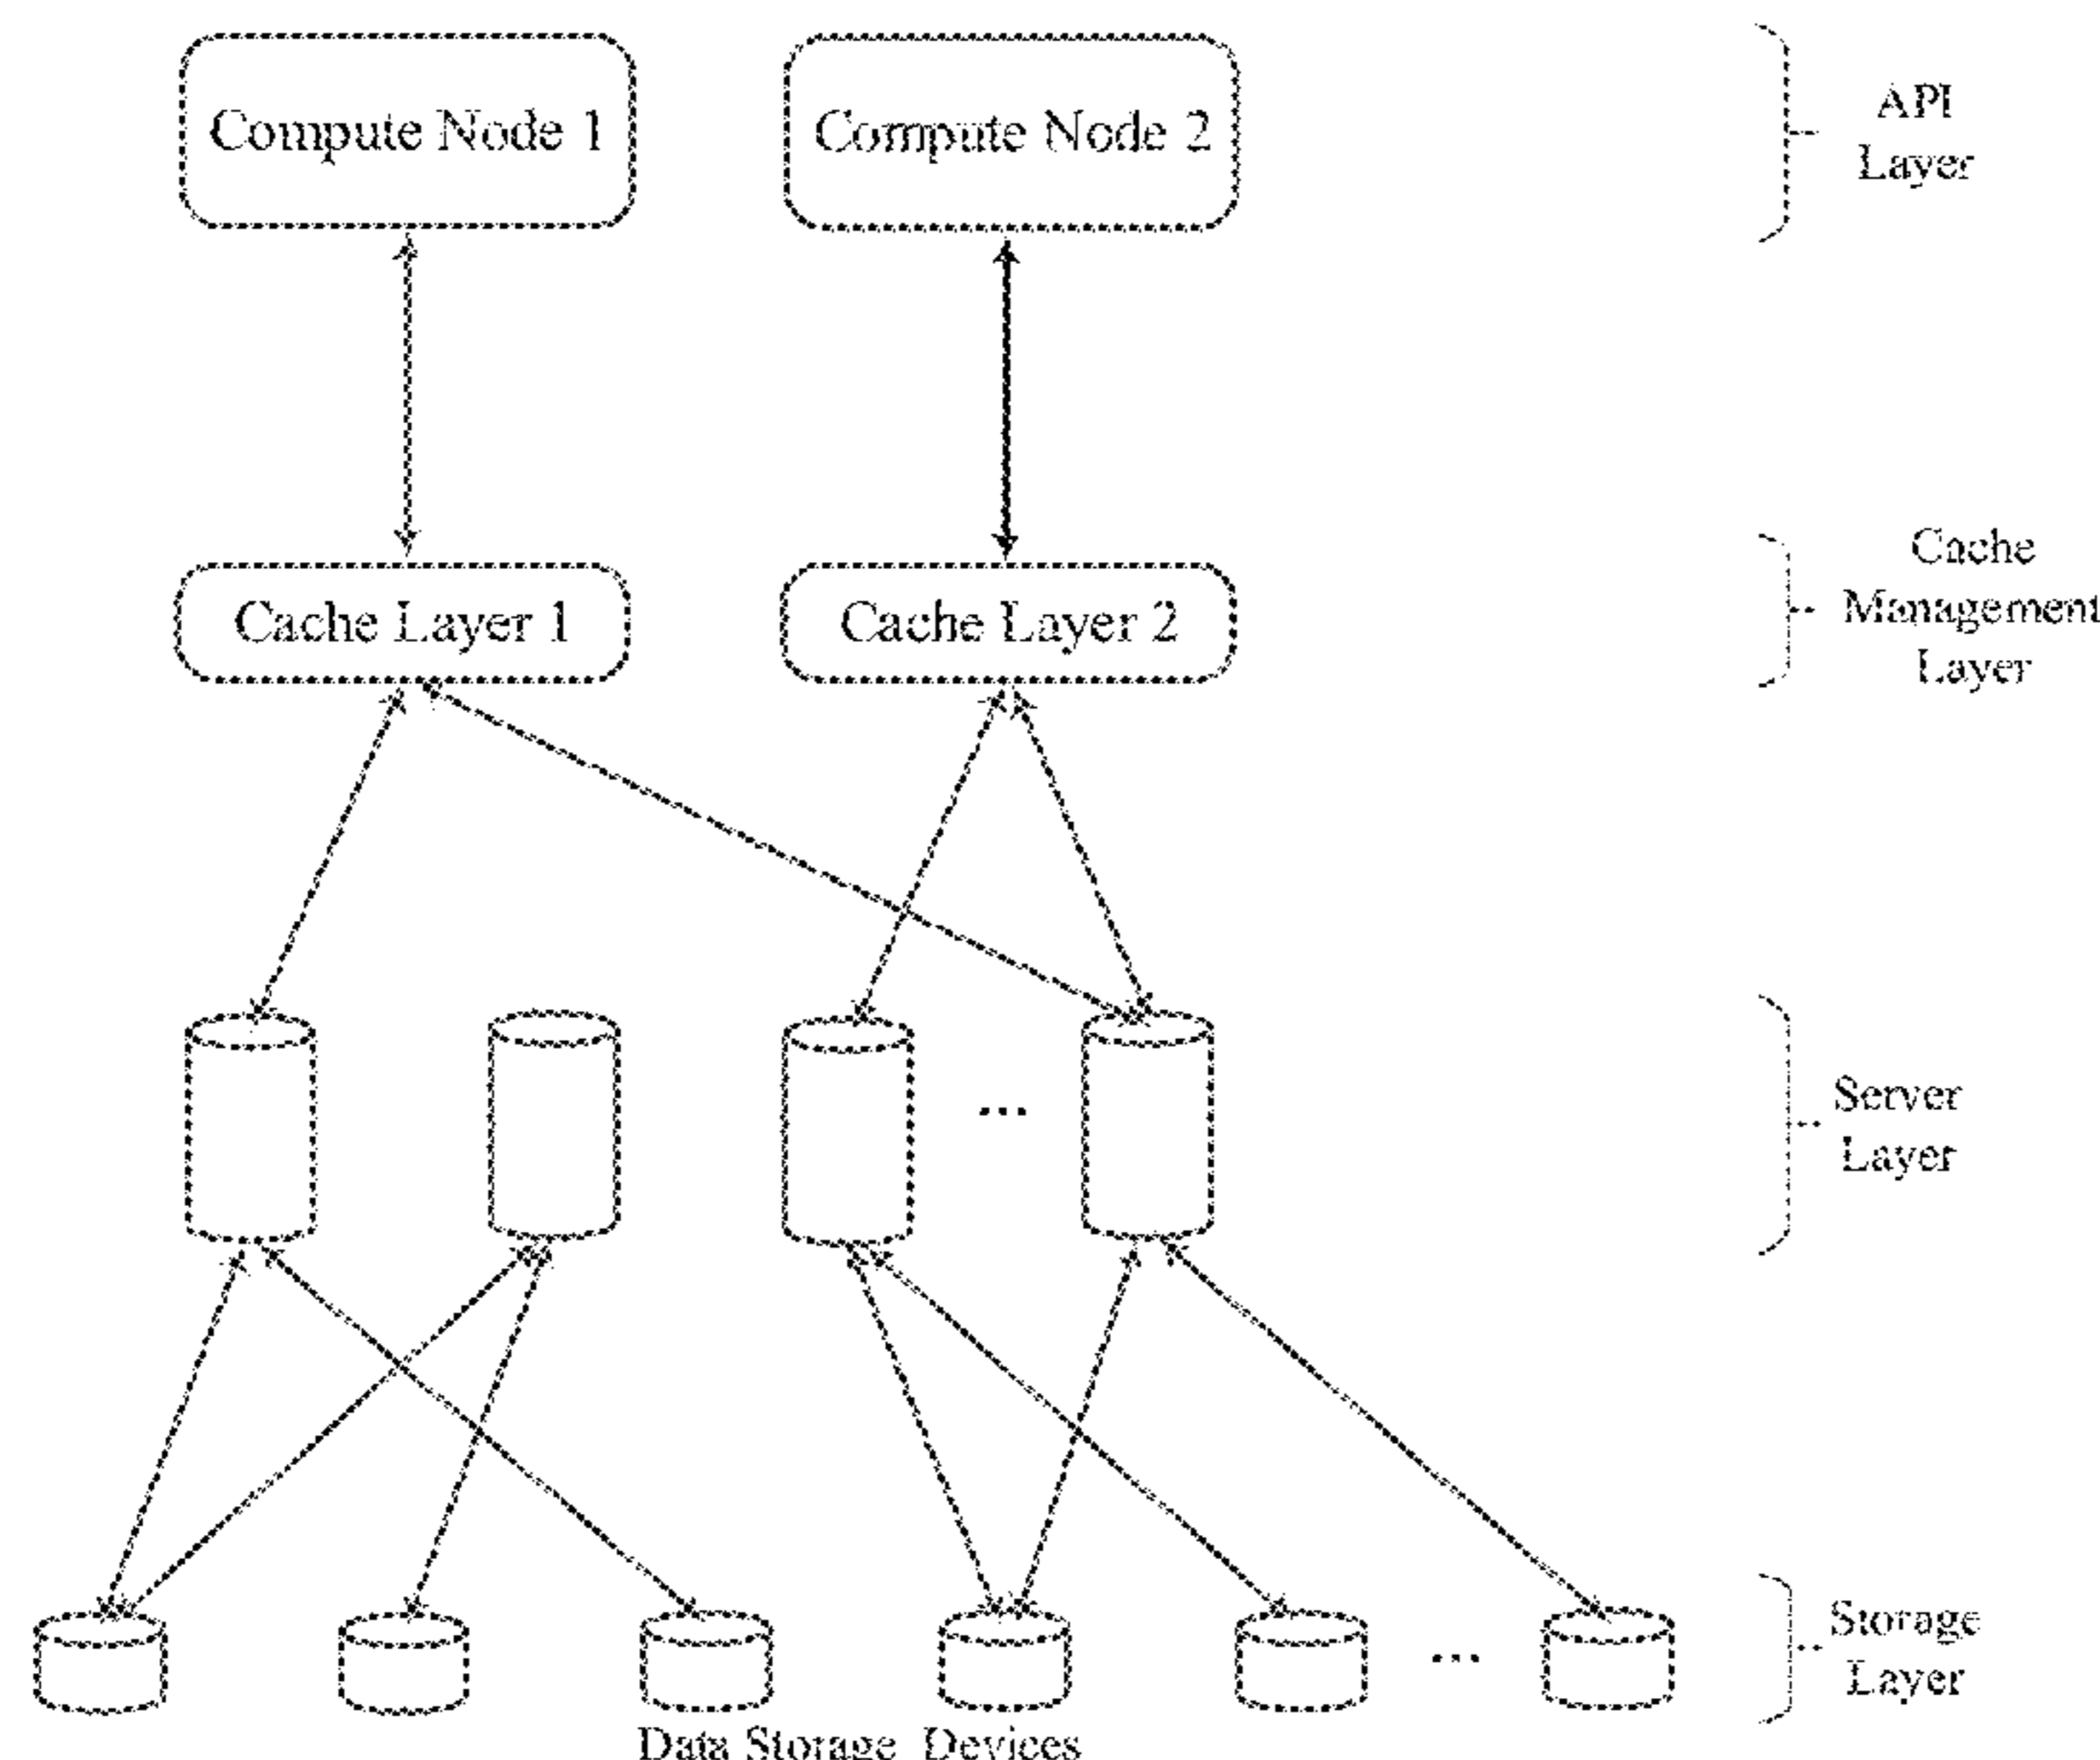 Compute Node 1
Compute Node 2
API
Layer
Cache Layer 1
Cache Layer 2
Cache
Management
Layer
...
Server
Layer
...
Storage
Layer
Data Storage Devices